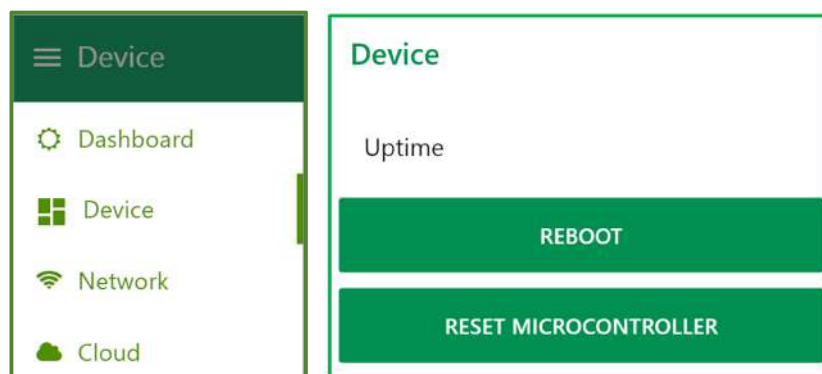 Device
Dashboard
Device
Network
Cloud
Device
Uptime
REBOOT
RESET MICROCONTROLLER